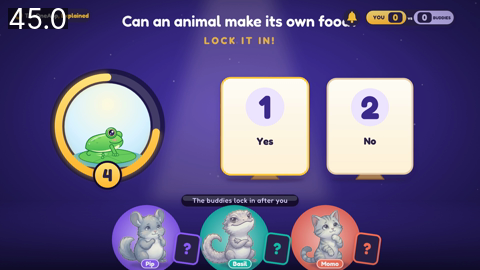 45.0
explained
Can an animal make its own food
LOCK IT IN!
YOU 0 vs 0 BUDDIES
4
1
Yes
2
No
The buddies lock in after you
?
?
?
Pip
Basil
Momo